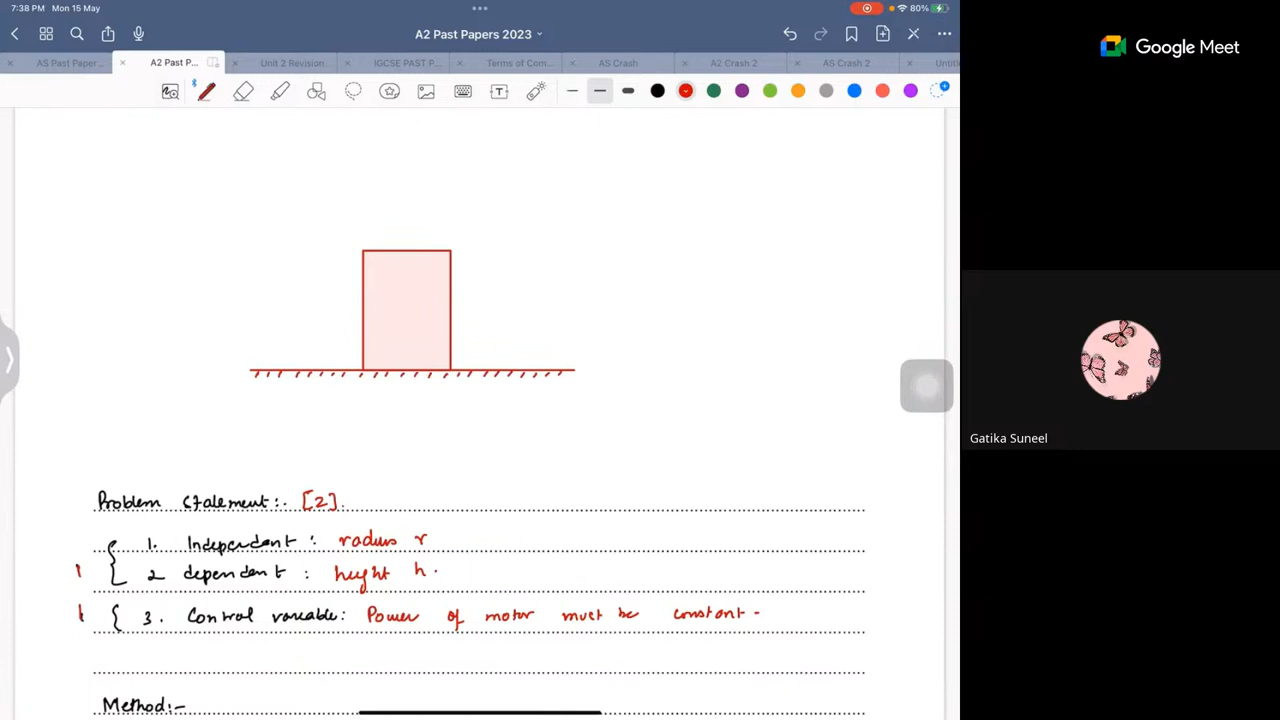 7:38 PM Mon 15 May
80%
A2 Past Papers 2023
AS Past Paper...
A2 Past P...
Unit 2 Revision
IGCSE PAST P...
Terms of Com...
AS Crash
A2 Crash 2
AS Crash 2
Untitl
Google Meet
Gatika Suneel
Problem Statement:. [2].
1. Independent : radius r
1 2 dependent : height h.
1 3. Control variable: Power of motor must be constant -
Method:-